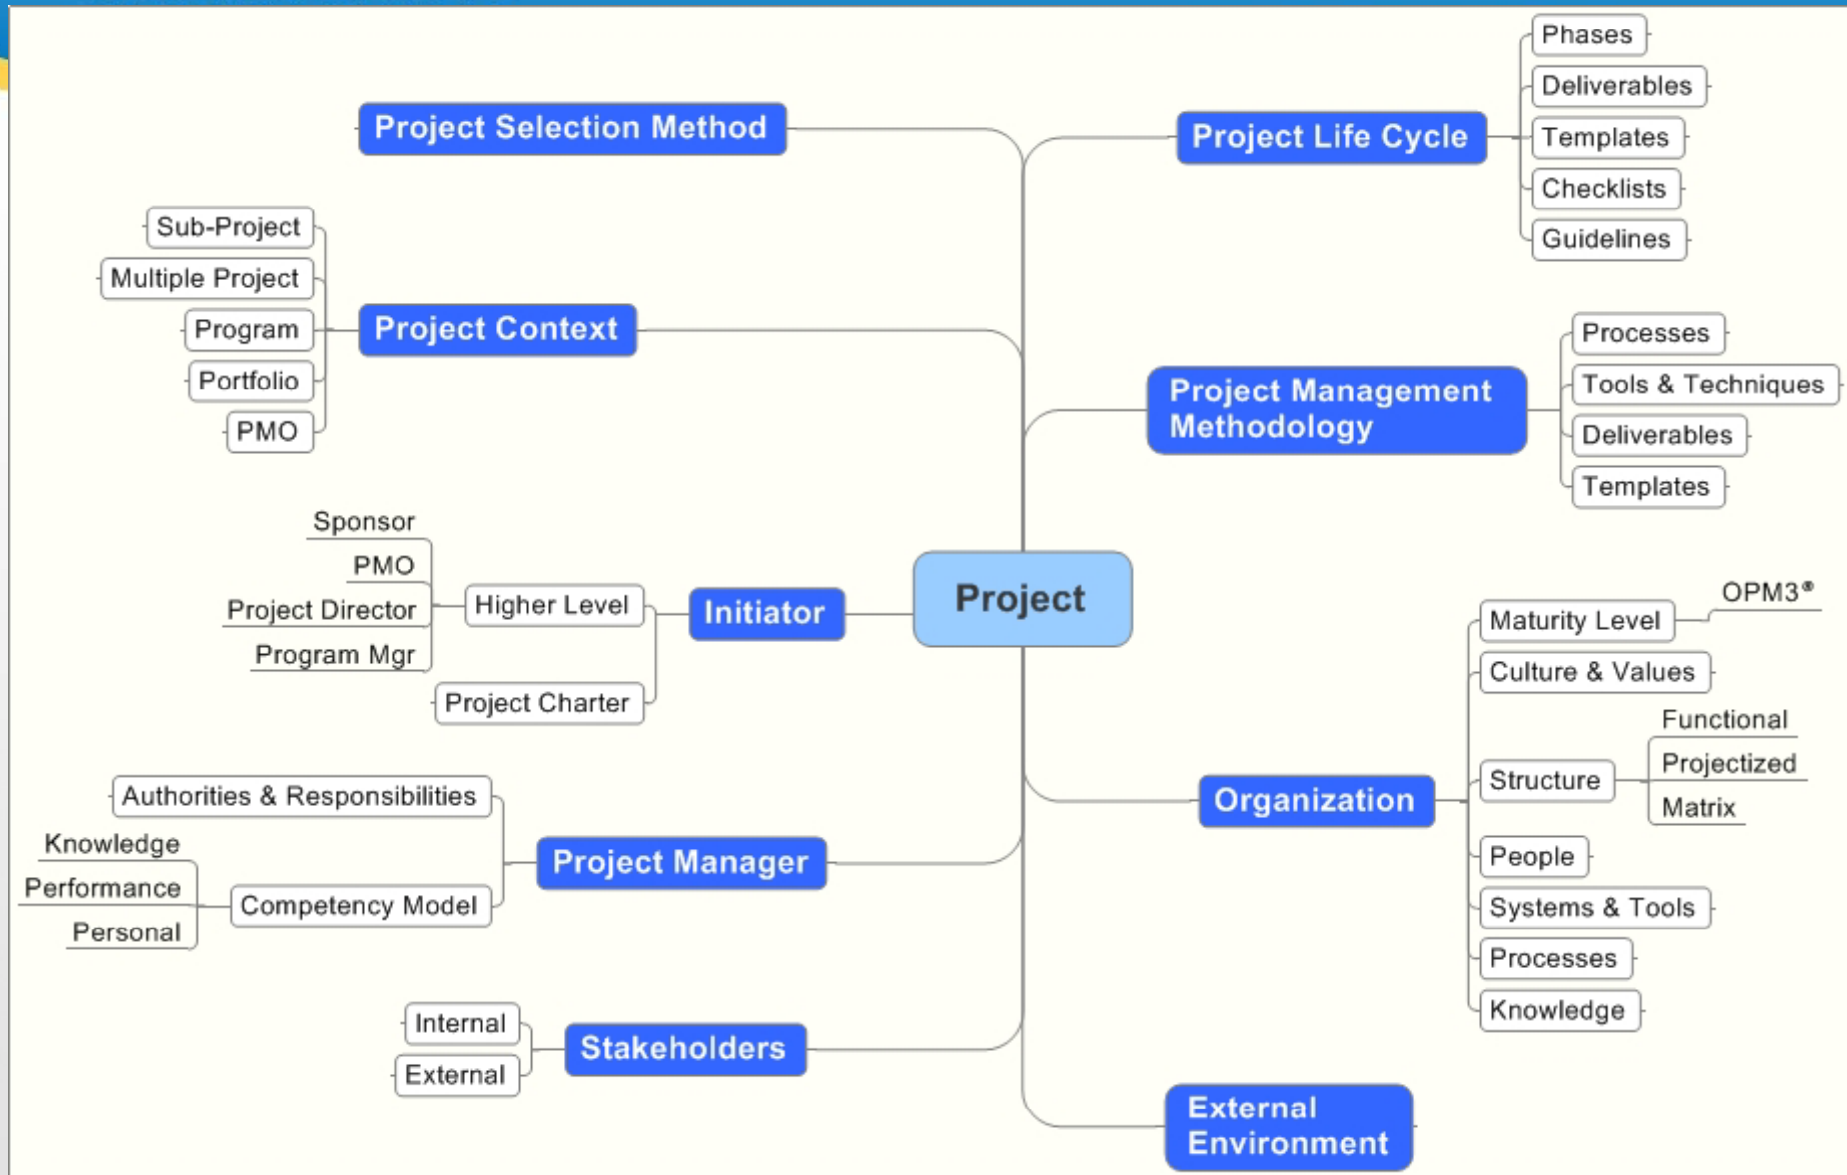 Project
Project Selection Method
Project Context
Sub-Project
Multiple Project
Program
Portfolio
PMO
Initiator
Higher Level
Sponsor
PMO
Project Director
Program Mgr
Project Charter
Project Manager
Authorities & Responsibilities
Competency Model
Knowledge
Performance
Personal
Stakeholders
Internal
External
Project Life Cycle
Phases
Deliverables
Templates
Checklists
Guidelines
Project Management
Methodology
Processes
Tools & Techniques
Deliverables
Templates
Organization
Maturity Level
OPM3®
Culture & Values
Structure
Functional
Projectized
Matrix
People
Systems & Tools
Processes
Knowledge
External
Environment